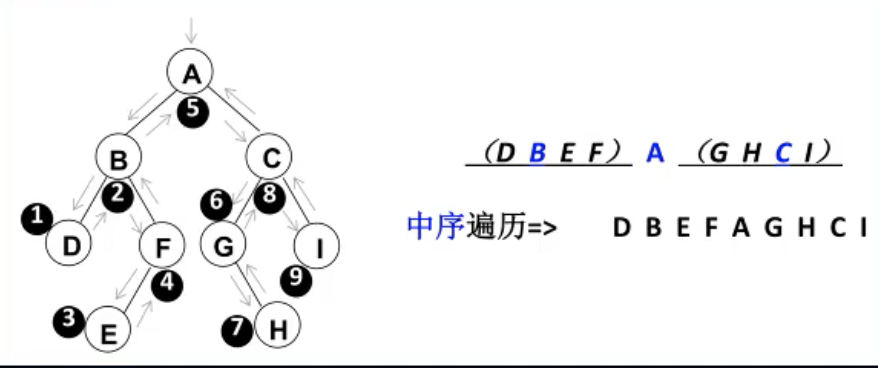 A
5
B
C
2
6
8
1
D
F
G
I
4
9
3
E
7
H
（D B E F） A （G H C I）
中序遍历=> D B E F A G H C I